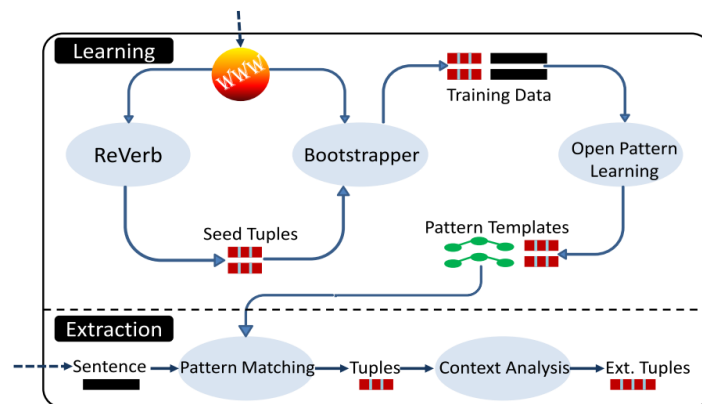 Learning
WWW
Training Data
ReVerb
Bootstrapper
Open Pattern
Learning
Seed Tuples
Pattern Templates
Extraction
Sentence
Pattern Matching
Tuples
Context Analysis
Ext. Tuples